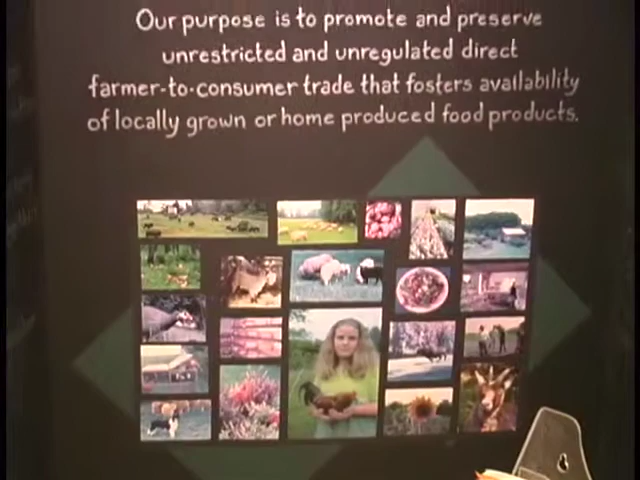 Our purpose is to promote and preserve
unrestricted and unregulated direct
farmer-to-consumer trade that fosters availability
of locally grown or home produced food products.